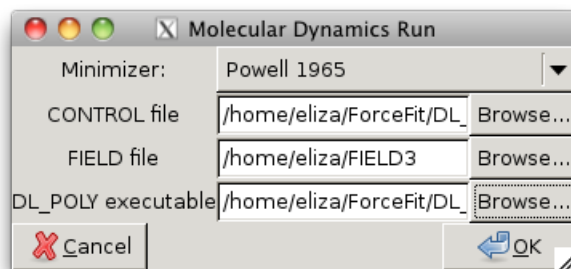 Molecular Dynamics Run
Minimizer: Powell 1965
CONTROL file /home/eliza/ForceFit/DL_ Browse...
FIELD file /home/eliza/FIELD3 Browse...
DL_POLY executable /home/eliza/ForceFit/DL_ Browse...
Cancel OK